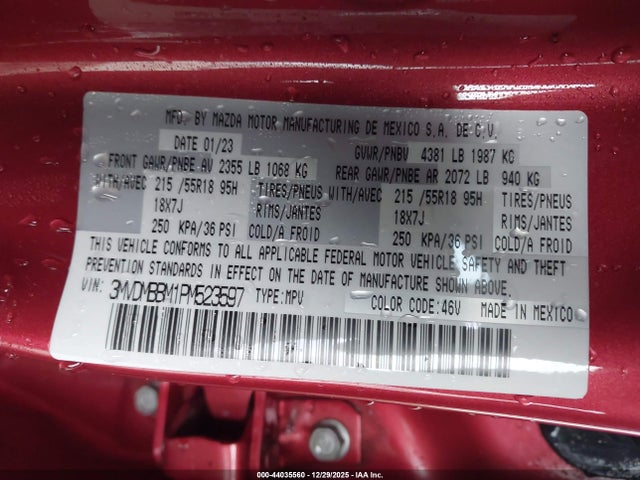 MFD. BY MAZDA MOTOR MANUFACTURING DE MEXICO S.A. DE C.V.
DATE 01/23 GVWR/PNBV 4381 LB 1987 KG
FRONT GAWR/PNBE AV 2355 LB 1068 KG REAR GAWR/PNBE AR 2072 LB 940 KG
WITH/AVEC 215 /55R18 95H TIRES/PNEUS WITH/AVEC 215 /55R18 95H TIRES/PNEUS
18X7J RIMS/JANTES 18X7J RIMS/JANTES
250 KPA/36 PSI COLD/A FROID 250 KPA/36 PSI COLD/A FROID
THIS VEHICLE CONFORMS TO ALL APPLICABLE FEDERAL MOTOR VEHICLE SAFETY AND THEFT
PREVENTION STANDARDS IN EFFECT ON THE DATE OF MANUFACTURE SHOWN ABOVE.
VIN: 3MVDMBBM1PM523597 TYPE:MPV COLOR CODE:46V MADE IN MEXICO
000-44035560 - 12/29/2025 - IAA Inc.